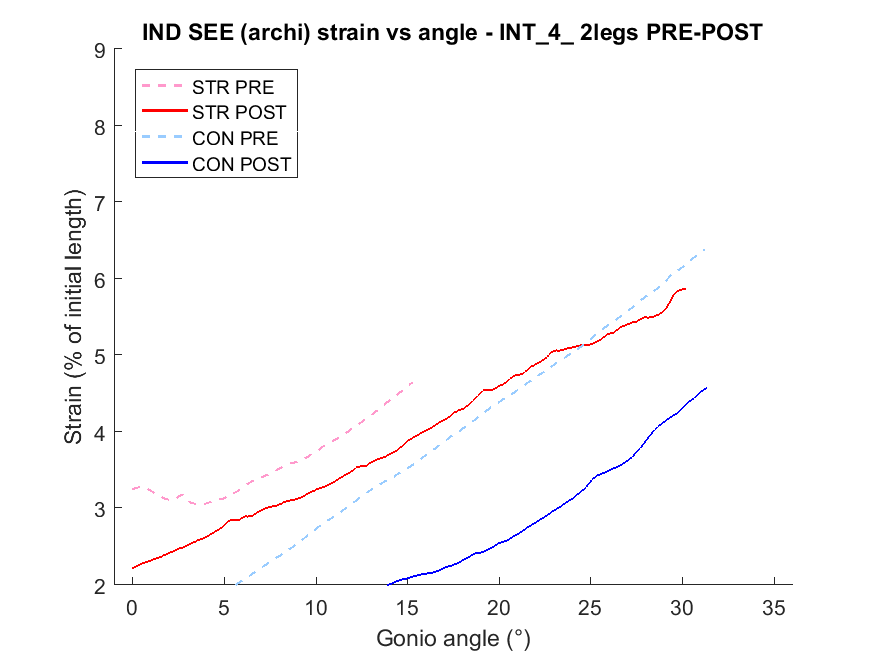 IND SEE (archi) strain vs angle - INT_4_ 2legs PRE-POST
9
8
7
6
5
4
3
2
Strain (% of initial length)
STR PRE
STR POST
CON PRE
CON POST
0 5 10 15 20 25 30 35
Gonio angle (°)